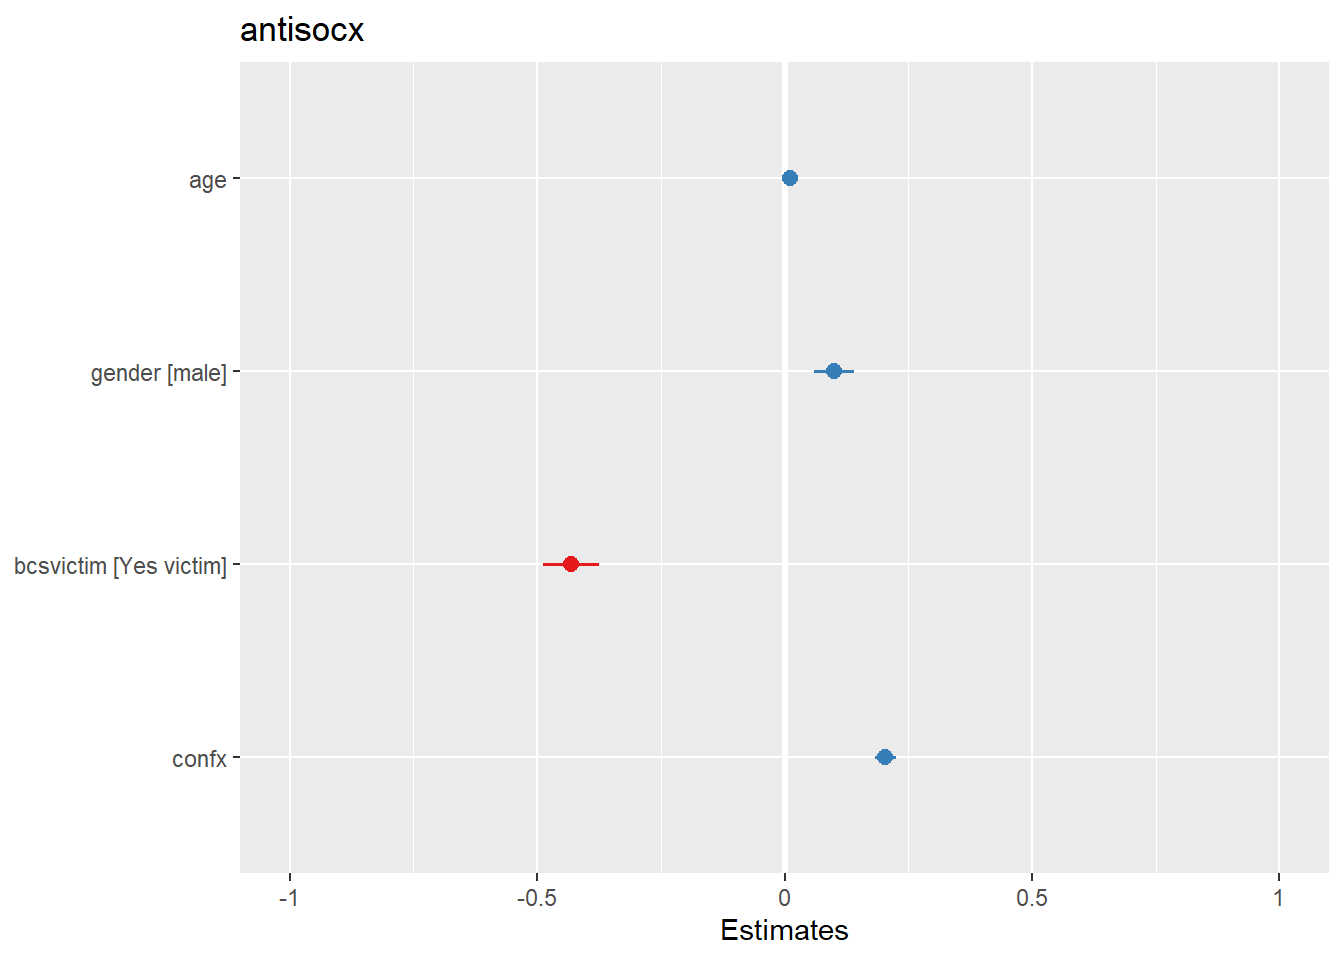 antisocx
age
gender [male]
bcsvictim [Yes victim]
confx
-1 -0.5 0 0.5 1
Estimates